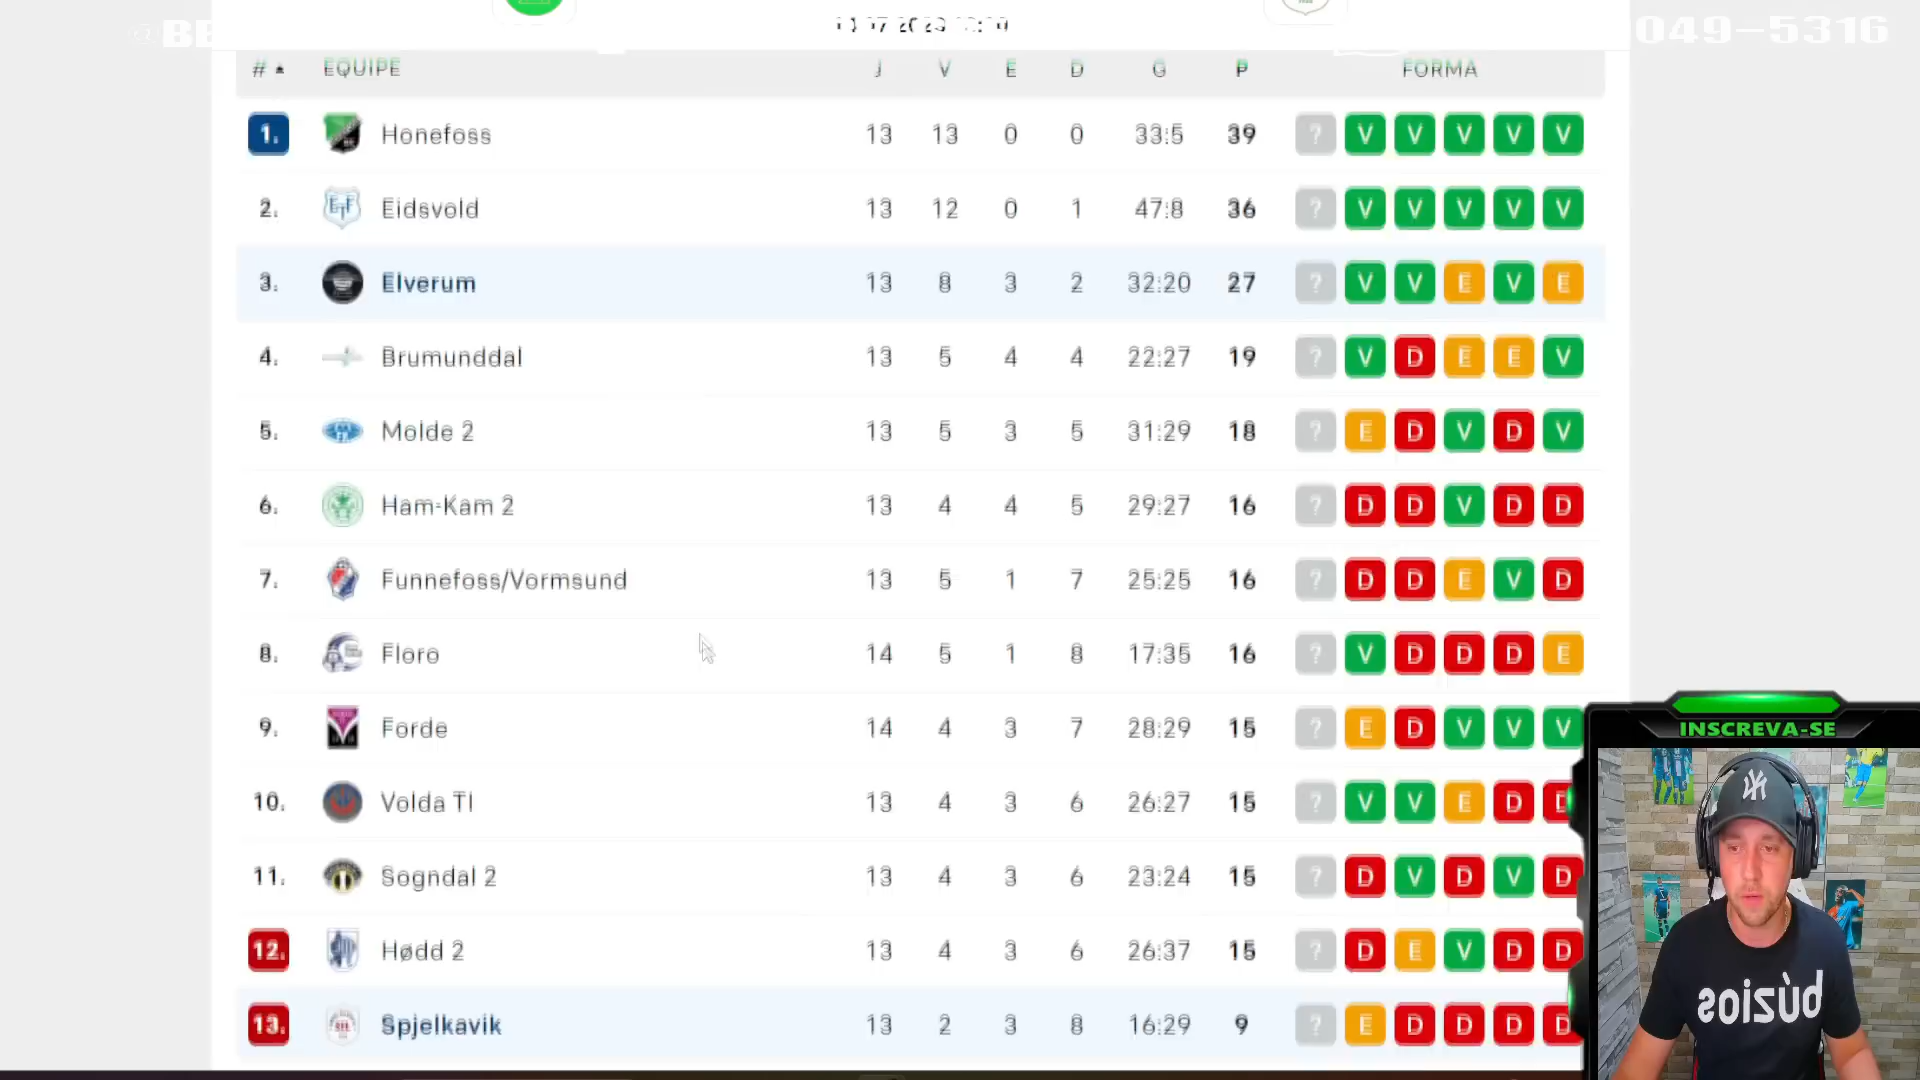 @BE
049-5316
# EQUIPE J V E D G P FORMA
1. Honefoss 13 13 0 0 33:5 39 ? V V V V V
2. Eidsvold 13 12 0 1 47:8 36 ? V V V V V
3. Elverum 13 8 3 2 32:20 27 ? V V E V E
4. Brumunddal 13 5 4 4 22:27 19 ? V D E E V
5. Molde 2 13 5 3 5 31:29 18 ? E D V D V
6. Ham-Kam 2 13 4 4 5 29:27 16 ? D D V D D
7. Funnefoss/Vormsund 13 5 1 7 25:25 16 ? D D E V D
8. Floro 14 5 1 8 17:35 16 ? V D D D E
9. Forde 14 4 3 7 28:29 15 ? E D V V V
INSCREVA-SE
10. Volda TI 13 4 3 6 26:27 15 ? V V E D D
11. Sogndal 2 13 4 3 6 23:24 15 ? D V D V D
12. Hødd 2 13 4 3 6 26:37 15 ? D E V D D
13. Spjelkavik 13 2 3 8 16:29 9 ? E D D D D
búzios